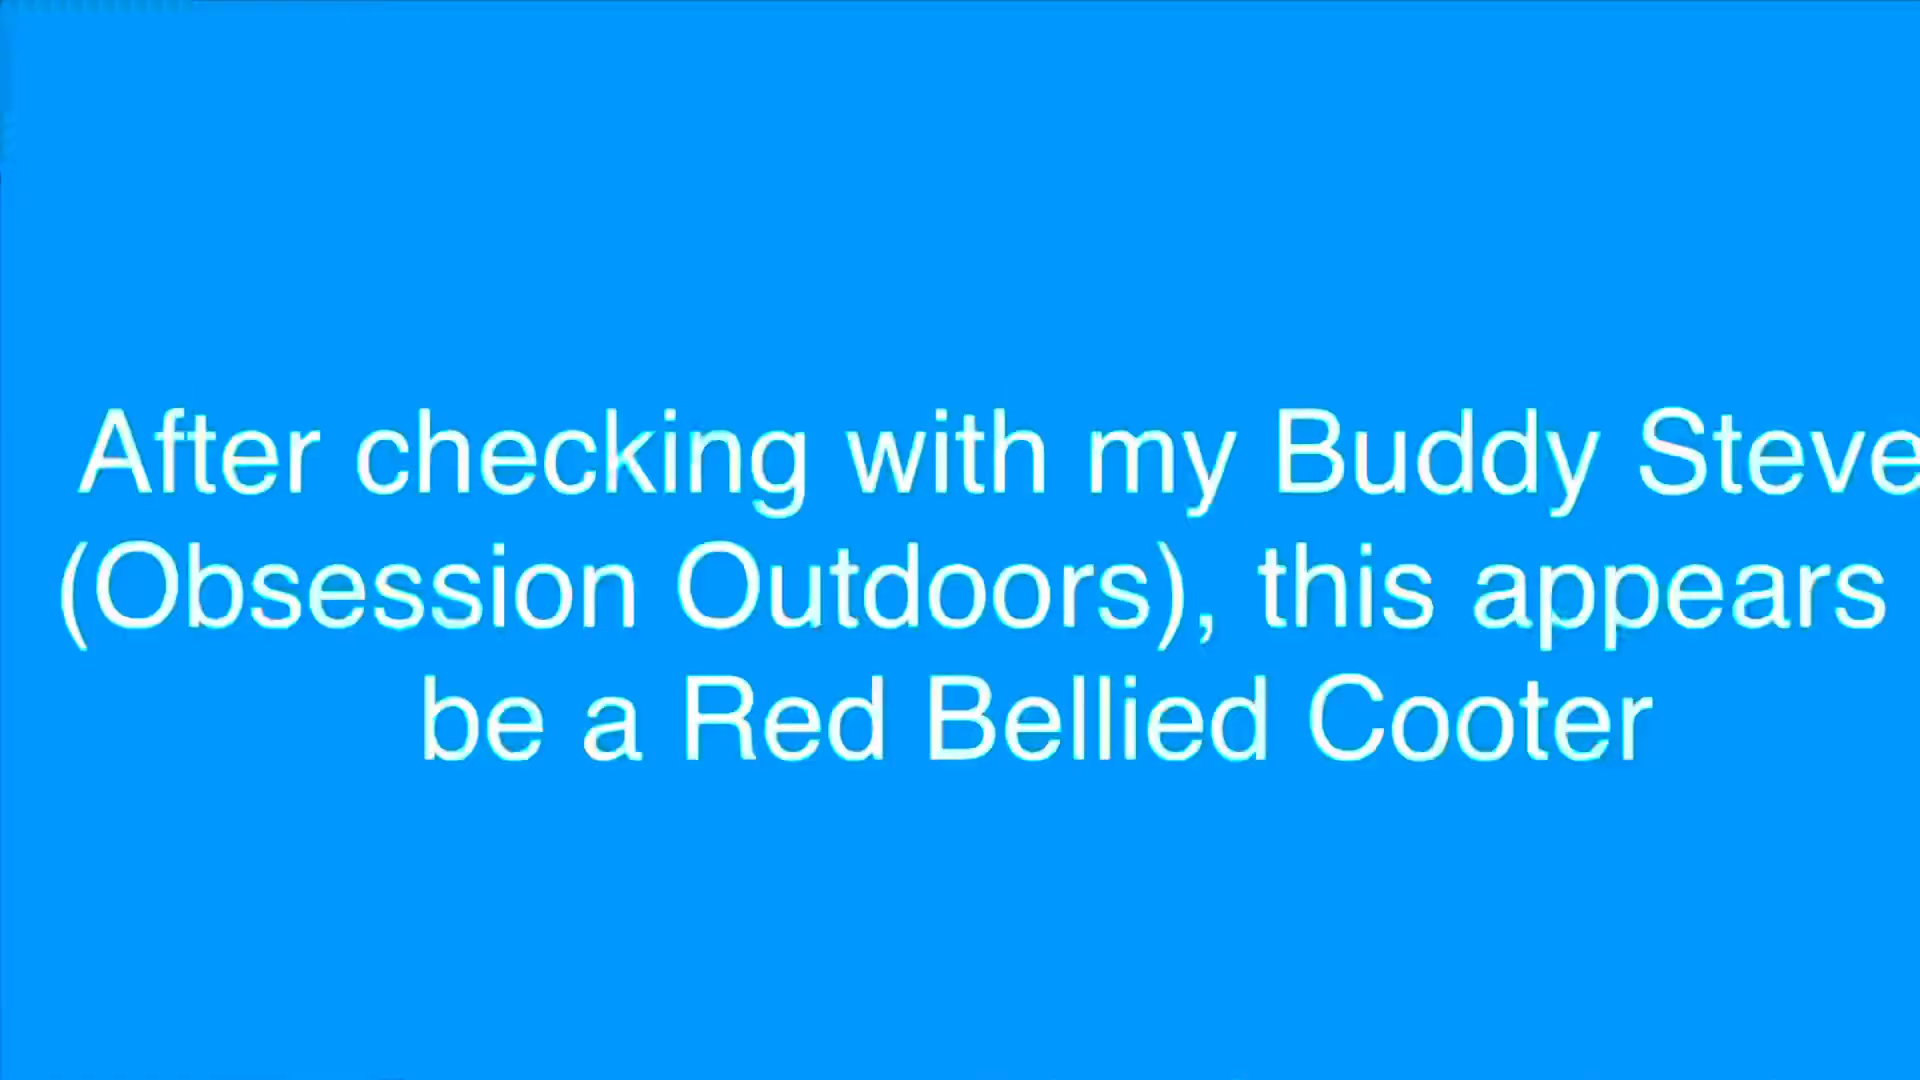 After checking with my Buddy Steve
(Obsession Outdoors), this appears
be a Red Bellied Cooter